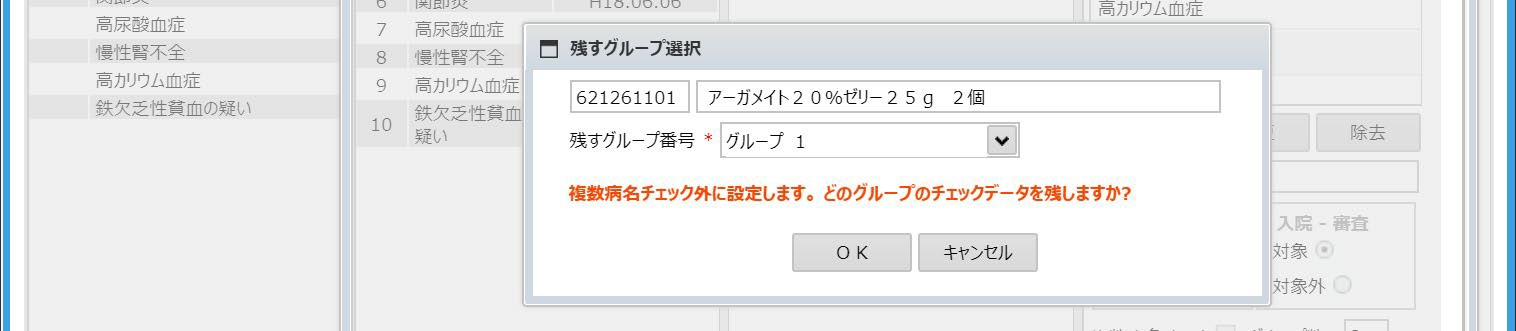 高尿酸血症
慢性腎不全
高カリウム血症
鉄欠乏性貧血の疑い
6 関節炎 H18.06.06
7 高尿酸血症
8 慢性腎不全
9 高カリウム血症
10 鉄欠乏性貧血
疑い
残すグループ選択
621261101 アーガメイト２０％ゼリー２５ｇ　２個
残すグループ番号 * グループ 1
複数病名チェック外に設定します。どのグループのチェックデータを残しますか?
ＯＫ キャンセル
高カリウム血症
除去
入院 - 審査
対象
対象外